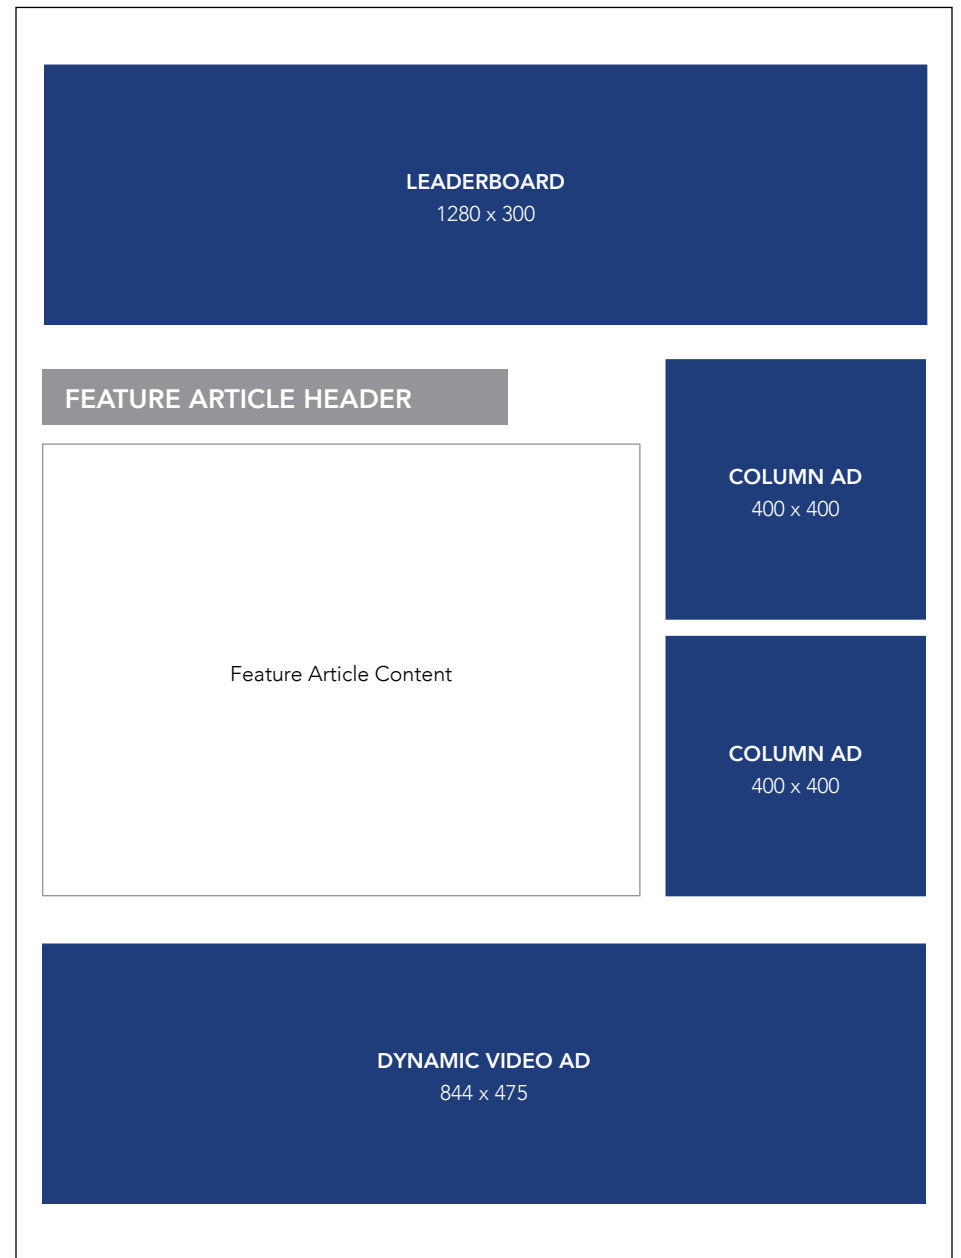 LEADERBOARD
1280 x 300
FEATURE ARTICLE HEADER
Feature Article Content
COLUMN AD
400 x 400
COLUMN AD
400 x 400
DYNAMIC VIDEO AD
844 x 475